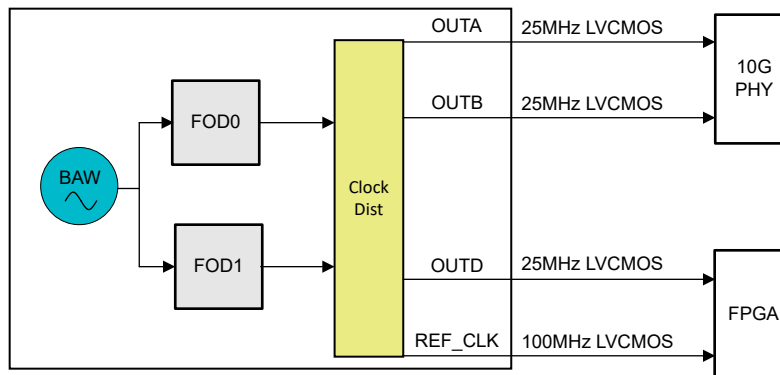 OUTA 25MHz LVCMOS
10G
PHY
OUTB 25MHz LVCMOS
FOD0
BAW
Clock
Dist
FOD1
OUTD 25MHz LVCMOS
FPGA
REF_CLK 100MHz LVCMOS